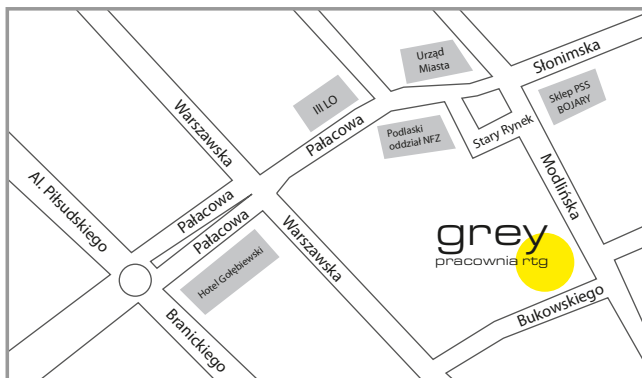 Urząd
Miasta
Słonimska
Sklep PSS
BOJARY
III LO
Warszawska
Pałacowa
Podlaski
oddział NFZ
Stary Rynek
Modlińska
Al. Piłsudskiego
Pałacowa
Pałacowa
Warszawska
Hotel Gołębiewski
grey
pracownia rtg
Bukowskiego
Branickiego